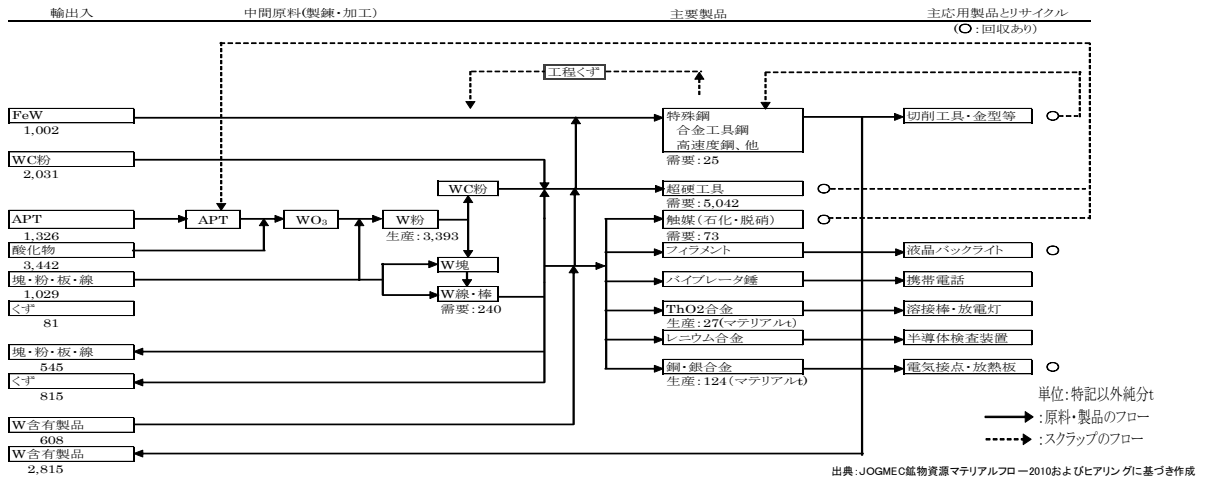 輸出入 中間原料(製錬・加工) 主要製品 主応用製品とリサイクル
(○:回収あり)
工程くず
FeW
1,002
WC粉
2,031
APT
1,326
酸化物
3,442
塊・粉・板・線
1,029
くず
81
塊・粉・板・線
545
くず
815
W含有製品
608
W含有製品
2,815
APT
WO₃
W粉
生産:3,393
WC粉
W塊
W線・棒
需要:240
特殊鋼
合金工具鋼
高速度鋼、他
需要:25
超硬工具
需要:5,042
触媒(石化・脱硝)
需要:73
フィラメント
バイブレータ錘
ThO2合金
生産:27(マテリアルt)
レニウム合金
銅・銀合金
生産:124(マテリアルt)
切削工具・金型等
液晶バックライト
携帯電話
溶接棒・放電灯
半導体検査装置
電気接点・放熱板
単位:特記以外純分t
:原料・製品のフロー
:スクラップのフロー
出典:JOGMEC鉱物資源マテリアルフロー2010およびヒアリングに基づき作成